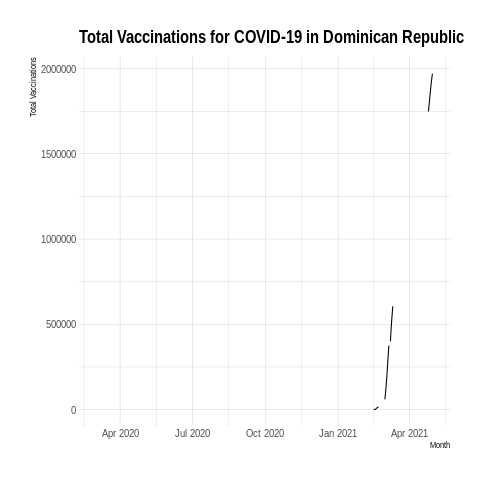 Total Vaccinations for COVID-19 in Dominican Republic
Total Vaccinations
2000000
1500000
1000000
500000
0
Apr 2020
Jul 2020
Oct 2020
Jan 2021
Apr 2021
Month